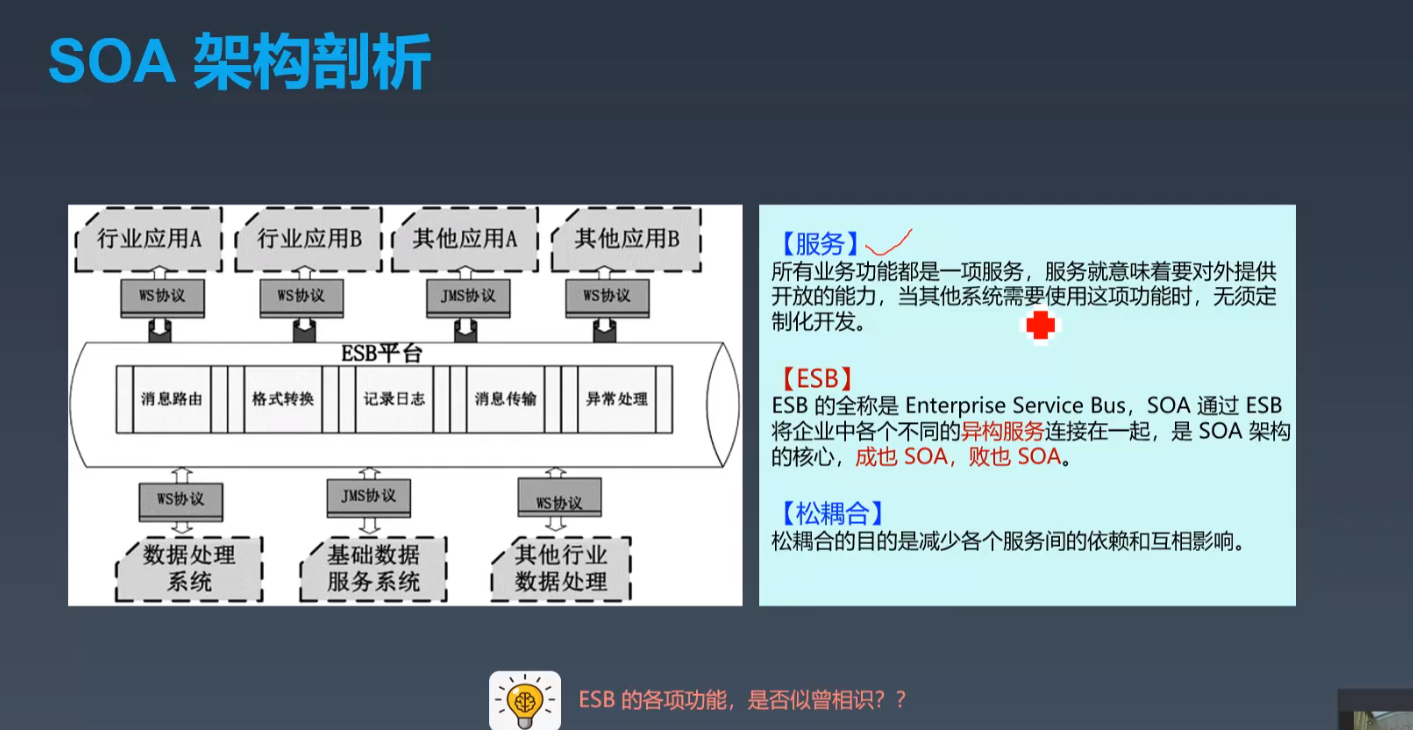 SOA 架构剖析
行业应用A
行业应用B
其他应用A
其他应用B
WS协议
WS协议
JMS协议
WS协议
ESB平台
消息路由
格式转换
记录日志
消息传输
异常处理
WS协议
JMS协议
WS协议
数据处理
系统
基础数据
服务系统
其他行业
数据处理
【服务】
所有业务功能都是一项服务，服务就意味着要对外提供
开放的能力，当其他系统需要使用这项功能时，无须定
制化开发。
【ESB】
ESB 的全称是 Enterprise Service Bus，SOA 通过 ESB
将企业中各个不同的异构服务连接在一起，是 SOA 架构
的核心，成也 SOA，败也 SOA。
【松耦合】
松耦合的目的是减少各个服务间的依赖和互相影响。
ESB 的各项功能，是否似曾相识？？